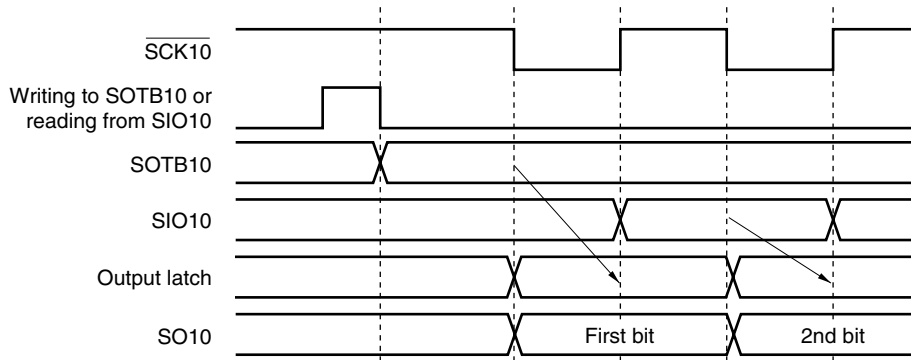 SCK10
Writing to SOTB10 or
reading from SIO10
SOTB10
SIO10
Output latch
SO10
First bit
2nd bit